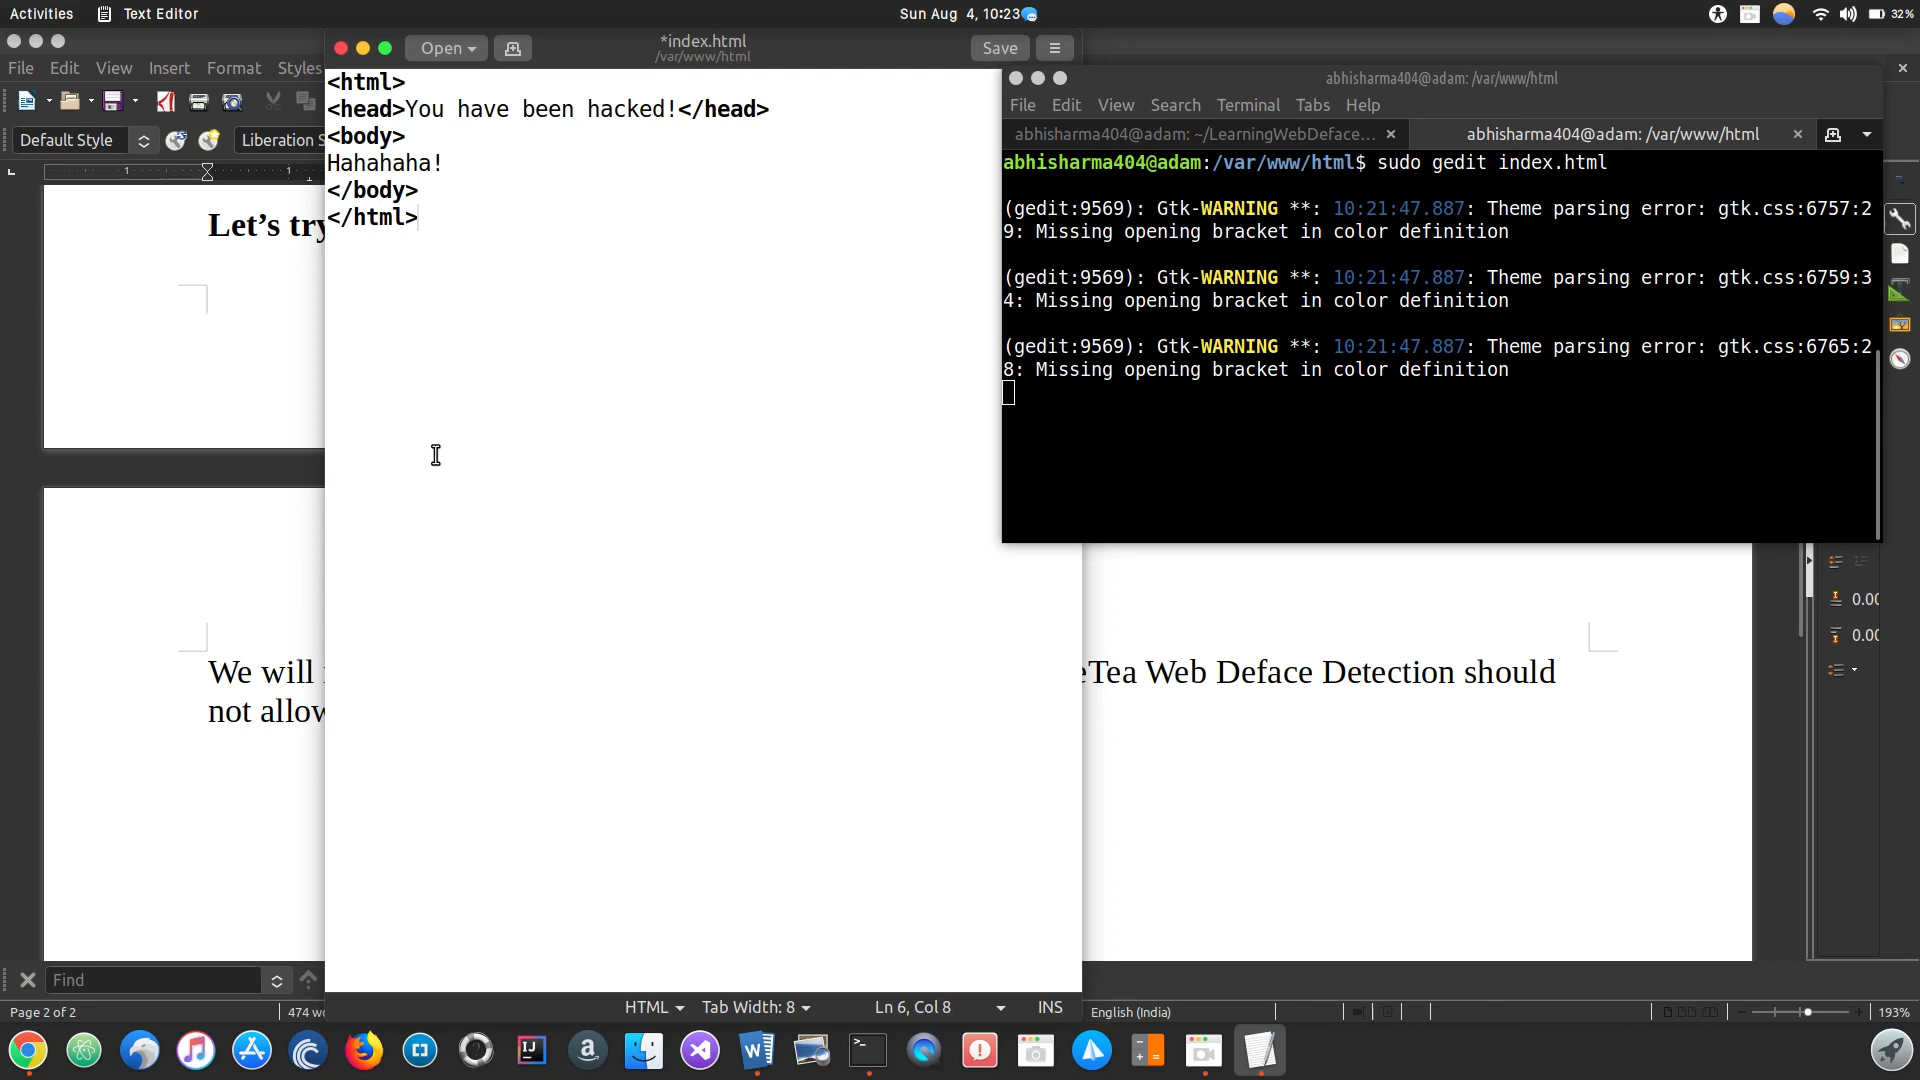 Activities
Text Editor
Sun Aug 4, 10:23
32%
File Edit View Insert Format Styles
Default Style
Liberation S
1
1
Let’s try
We will
eTea Web Deface Detection should
not allow
Find
Page 2 of 2
474 wo
English (India)
193%
0.00
0.00
Open
*index.html
/var/www/html
Save
<html>
<head>You have been hacked!</head>
<body>
Hahahaha!
</body>
</html>
HTML
Tab Width: 8
Ln 6, Col 8
INS
abhisharma404@adam: /var/www/html
File Edit View Search Terminal Tabs Help
abhisharma404@adam: ~/LearningWebDeface...
abhisharma404@adam: /var/www/html
abhisharma404@adam:/var/www/html$ sudo gedit index.html
(gedit:9569): Gtk-WARNING **: 10:21:47.887: Theme parsing error: gtk.css:6757:2
9: Missing opening bracket in color definition
(gedit:9569): Gtk-WARNING **: 10:21:47.887: Theme parsing error: gtk.css:6759:3
4: Missing opening bracket in color definition
(gedit:9569): Gtk-WARNING **: 10:21:47.887: Theme parsing error: gtk.css:6765:2
8: Missing opening bracket in color definition